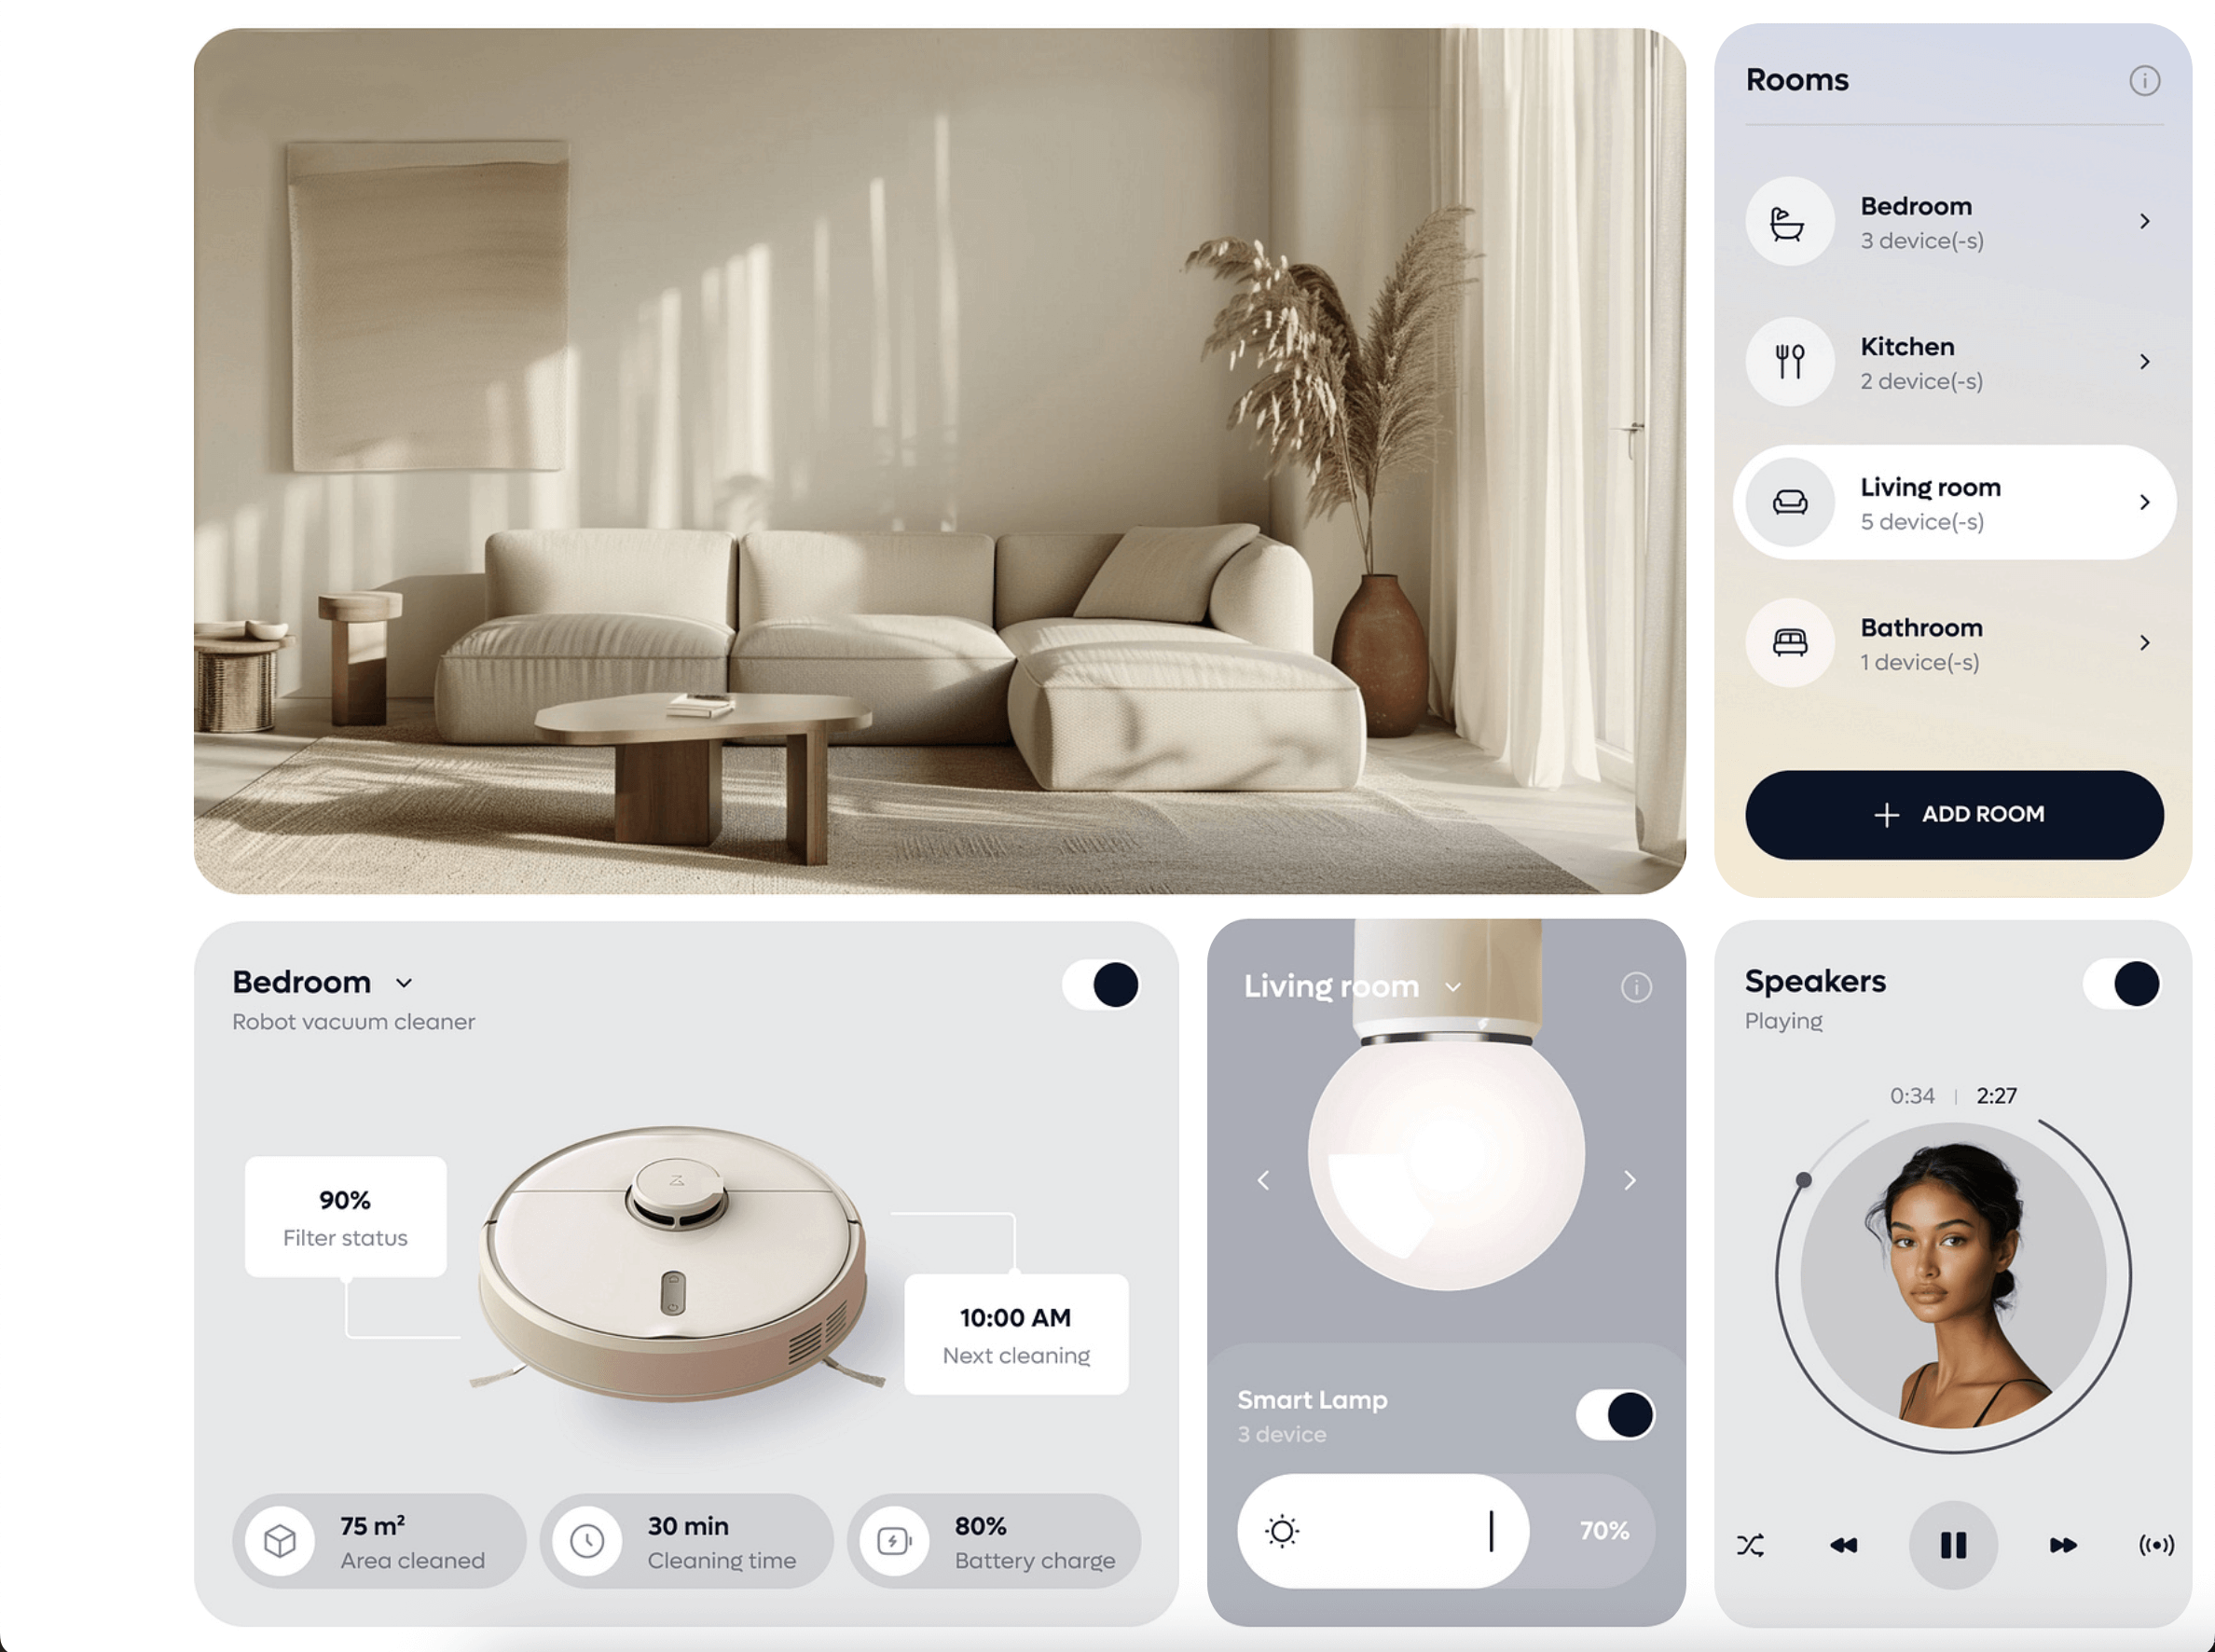 Rooms
Bedroom
3 device(-s)
Kitchen
2 device(-s)
Living room
5 device(-s)
Bathroom
1 device(-s)
ADD ROOM
Bedroom
Robot vacuum cleaner
90%
Filter status
10:00 AM
Next cleaning
75 m²
Area cleaned
30 min
Cleaning time
80%
Battery charge
Living room
Smart Lamp
3 device
70%
Speakers
Playing
0:34 | 2:27